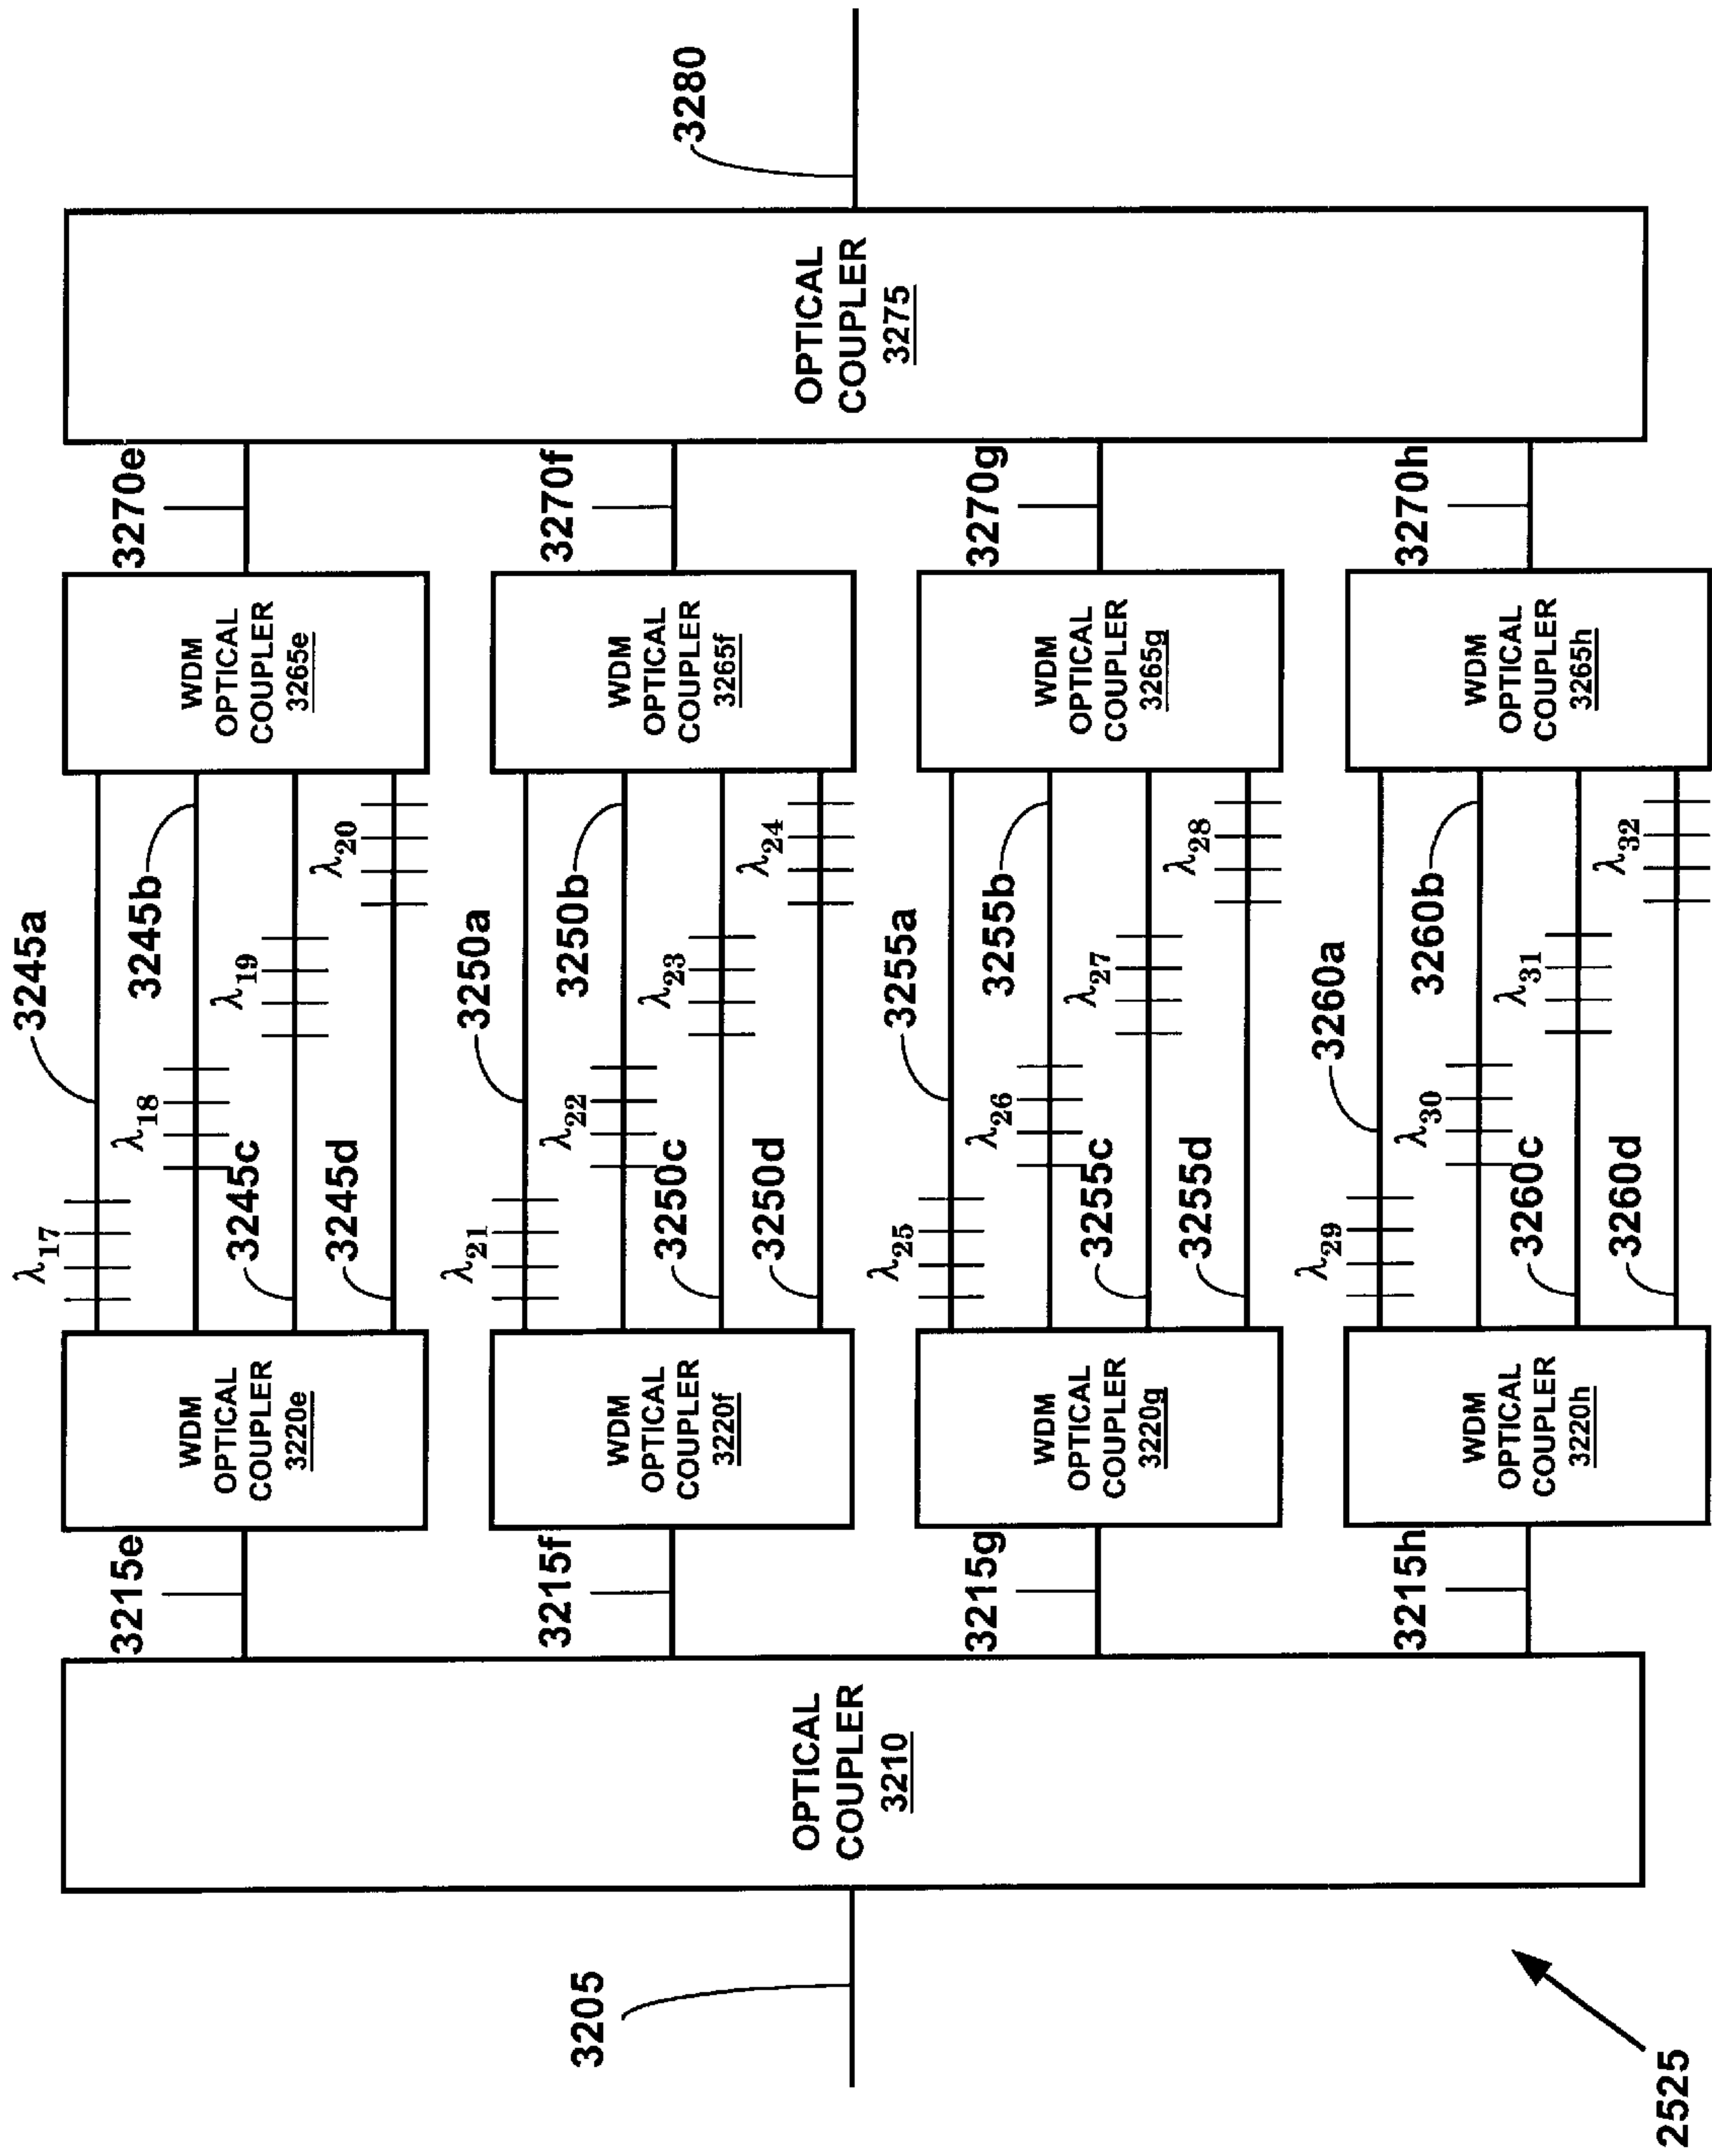 3205
OPTICAL
COUPLER
3210
3215e
3215f
3215g
3215h
WDM
OPTICAL
COUPLER
3220e
WDM
OPTICAL
COUPLER
3220f
WDM
OPTICAL
COUPLER
3220g
WDM
OPTICAL
COUPLER
3220h
λ17
3245a
λ18
3245b
3245c
λ19
3245d
λ20
λ21
3250a
λ22
3250b
3250c
λ23
3250d
λ24
λ25
3255a
λ26
3255b
3255c
λ27
3255d
λ28
λ29
3260a
λ30
3260b
3260c
λ31
3260d
λ32
WDM
OPTICAL
COUPLER
3265e
WDM
OPTICAL
COUPLER
3265f
WDM
OPTICAL
COUPLER
3265g
WDM
OPTICAL
COUPLER
3265h
3270e
3270f
3270g
3270h
OPTICAL
COUPLER
3275
3280
2525